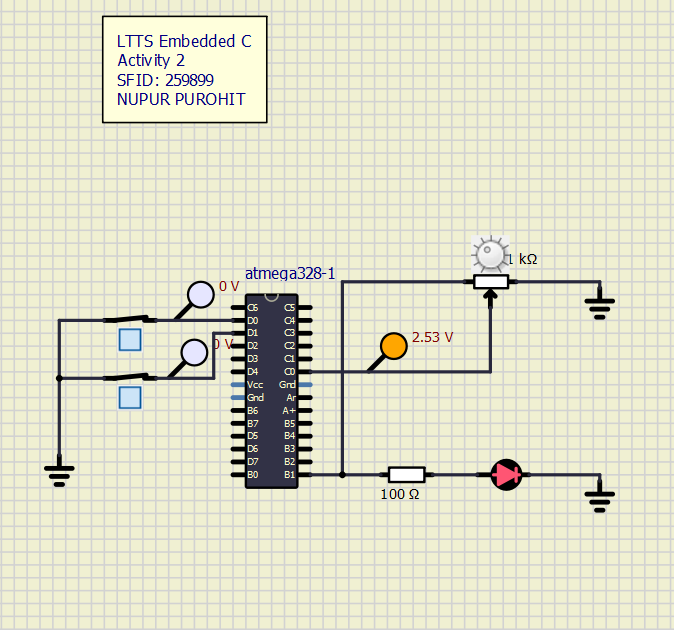 LTTS Embedded C
Activity 2
SFID: 259899
NUPUR PUROHIT
1 kΩ
atmega328-1
0 V
2.53 V
0 V
C6 C5
D0 C4
D1 C3
D2 C2
D3 C1
D4 C0
Vcc Gnd
Gnd Ar
B6 A+
B7 B5
D5 B4
D6 B3
D7 B2
B0 B1
100 Ω